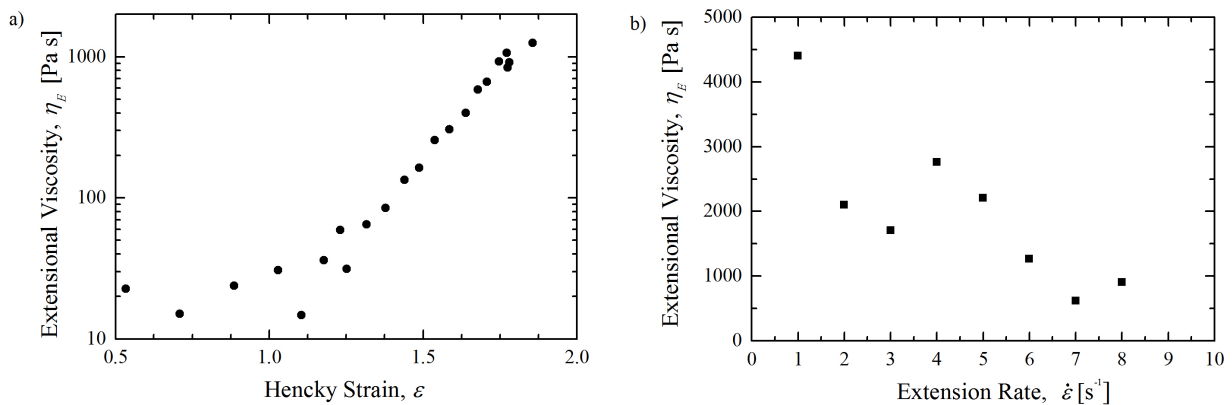 a)
Extensional Viscosity, η_E [Pa s]
1000
100
10
0.5 1.0 1.5 2.0
Hencky Strain, ε
b)
Extensional Viscosity, η_E [Pa s]
5000
4000
3000
2000
1000
0
0 1 2 3 4 5 6 7 8 9 10
Extension Rate, ε̇ [s⁻¹]